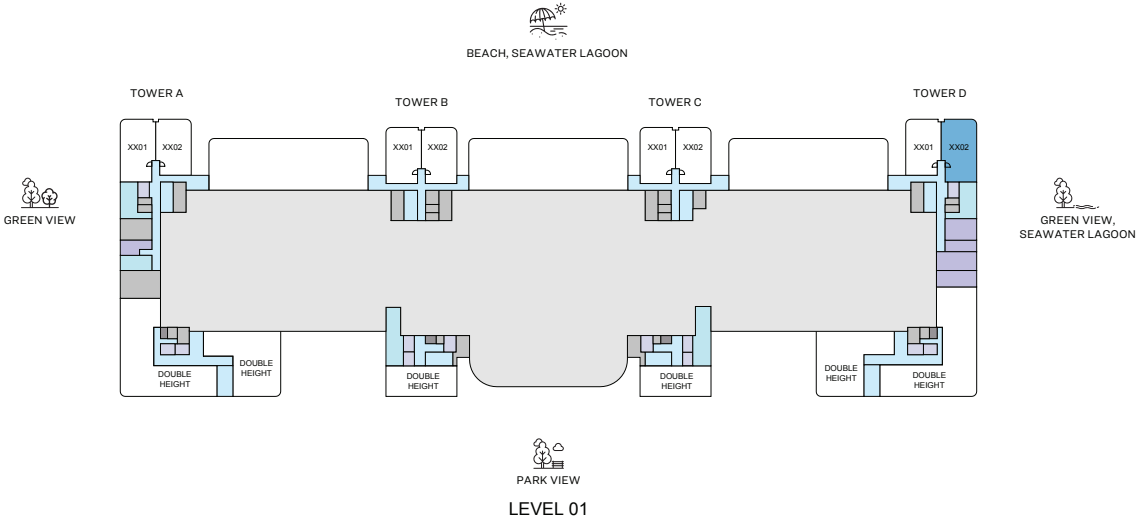 BEACH, SEAWATER LAGOON
TOWER A
TOWER B
TOWER C
TOWER D
XX01
XX02
XX01
XX02
XX01
XX02
XX01
XX02
GREEN VIEW
GREEN VIEW,
SEAWATER LAGOON
DOUBLE
HEIGHT
DOUBLE
HEIGHT
DOUBLE
HEIGHT
DOUBLE
HEIGHT
DOUBLE
HEIGHT
DOUBLE
HEIGHT
PARK VIEW
LEVEL 01